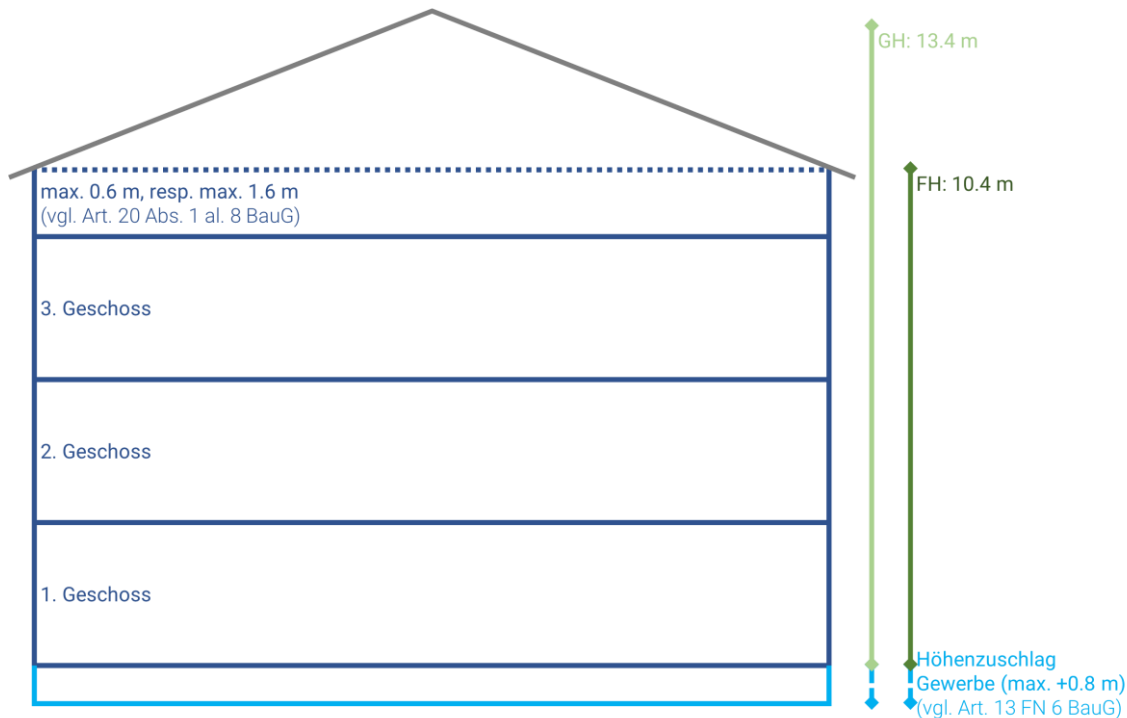 GH: 13.4 m
max. 0.6 m, resp. max. 1.6 m
(vgl. Art. 20 Abs. 1 al. 8 BauG)
FH: 10.4 m
3. Geschoss
2. Geschoss
1. Geschoss
Höhenzuschlag
Gewerbe (max. +0.8 m)
(vgl. Art. 13 FN 6 BauG)